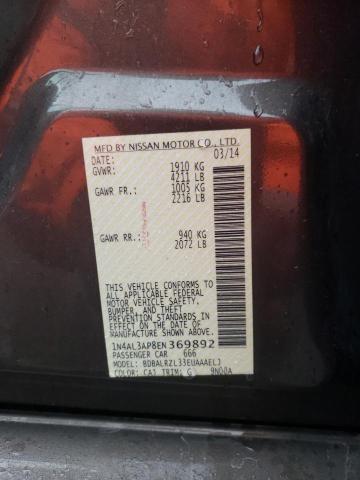 MFD BY NISSAN MOTOR CO., LTD.
DATE: 03/14
GVWR: 1910 KG
4211 LB
GAWR FR: 1005 KG
2216 LB
GAWR RR: 940 KG
2072 LB
THIS VEHICLE CONFORMS TO
ALL APPLICABLE FEDERAL
MOTOR VEHICLE SAFETY,
BUMPER, AND THEFT
PREVENTION STANDARDS IN
EFFECT ON THE DATE OF
MANUFACTURE SHOWN ABOVE.
1N4AL3AP8EN369892
PASSENGER CAR 666
MODEL: BDBALRZL33EUAAAELJ
COLOR: CAJ TRIM: G 9N00A